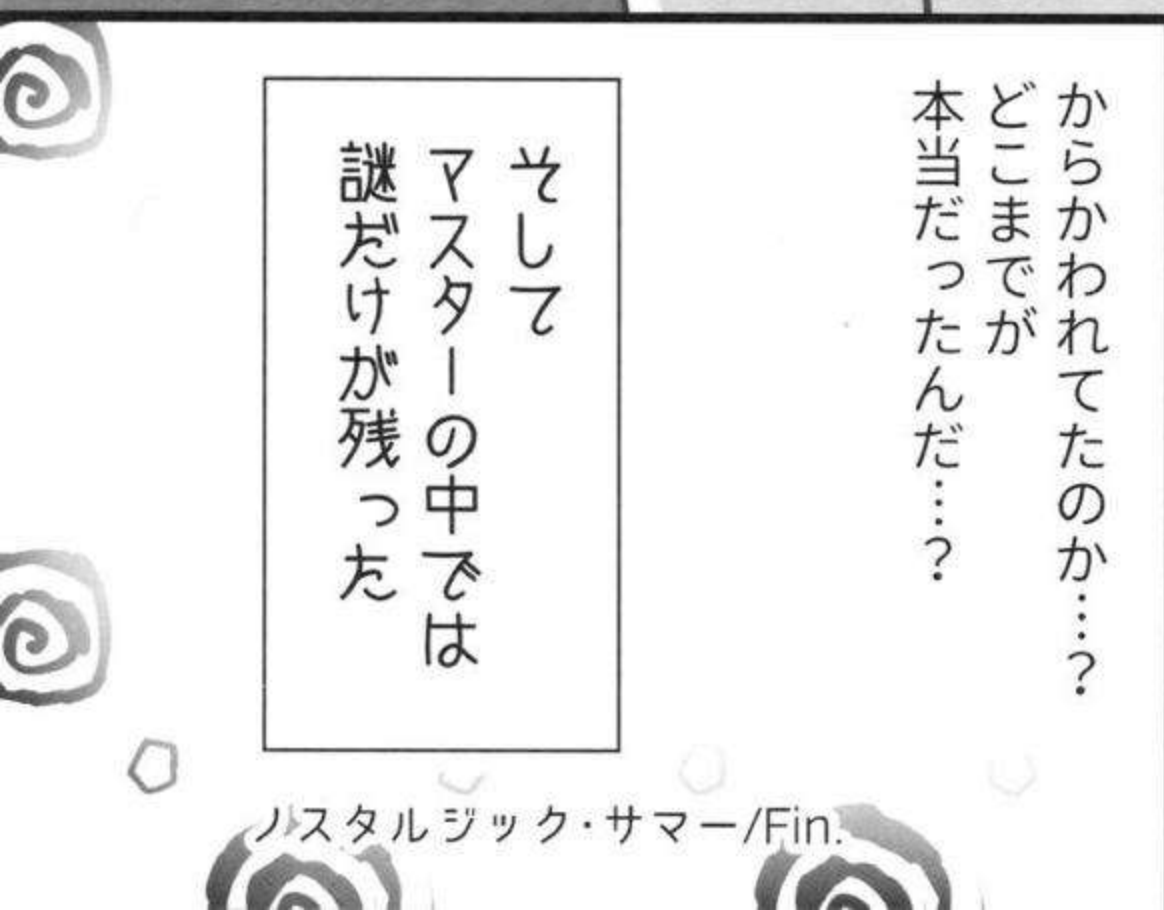 からかわれてたのか…?
どこまでが
本当だったんだ…?
そして
マスターの中では
謎だけが残った
ノスタルジック・サマー/Fin.